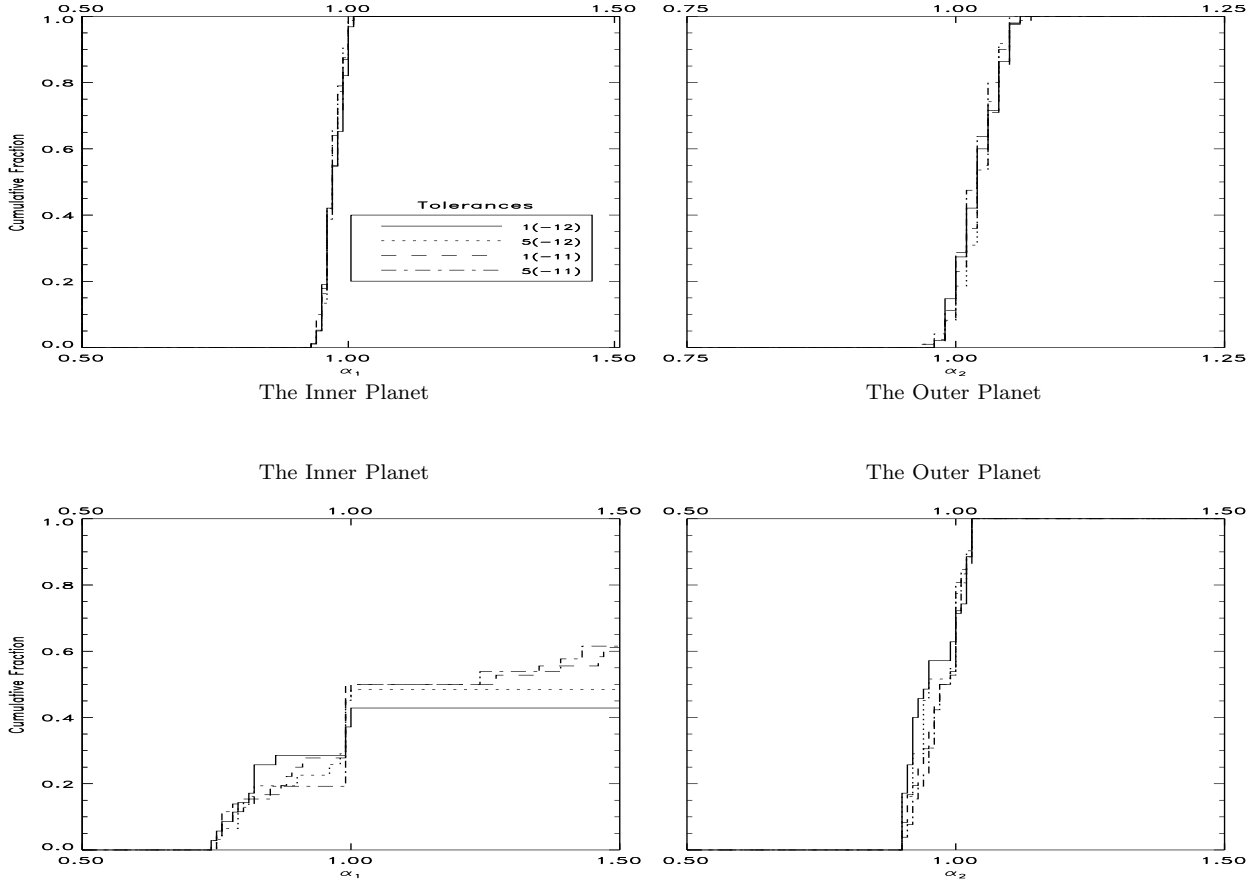 0.50 1.00 1.50
1.0
0.8
0.6
0.4
0.2
0.0
Cumulative Fraction
Tolerances
1(−12)
5(−12)
1(−11)
5(−11)
0.50 1.00 1.50
α1
The Inner Planet
0.75 1.00 1.25
0.75 1.00 1.25
α2
The Outer Planet
The Inner Planet
0.50 1.00 1.50
1.0
0.8
0.6
0.4
0.2
0.0
Cumulative Fraction
0.50 1.00 1.50
α1
The Outer Planet
0.50 1.00 1.50
0.50 1.00 1.50
α2